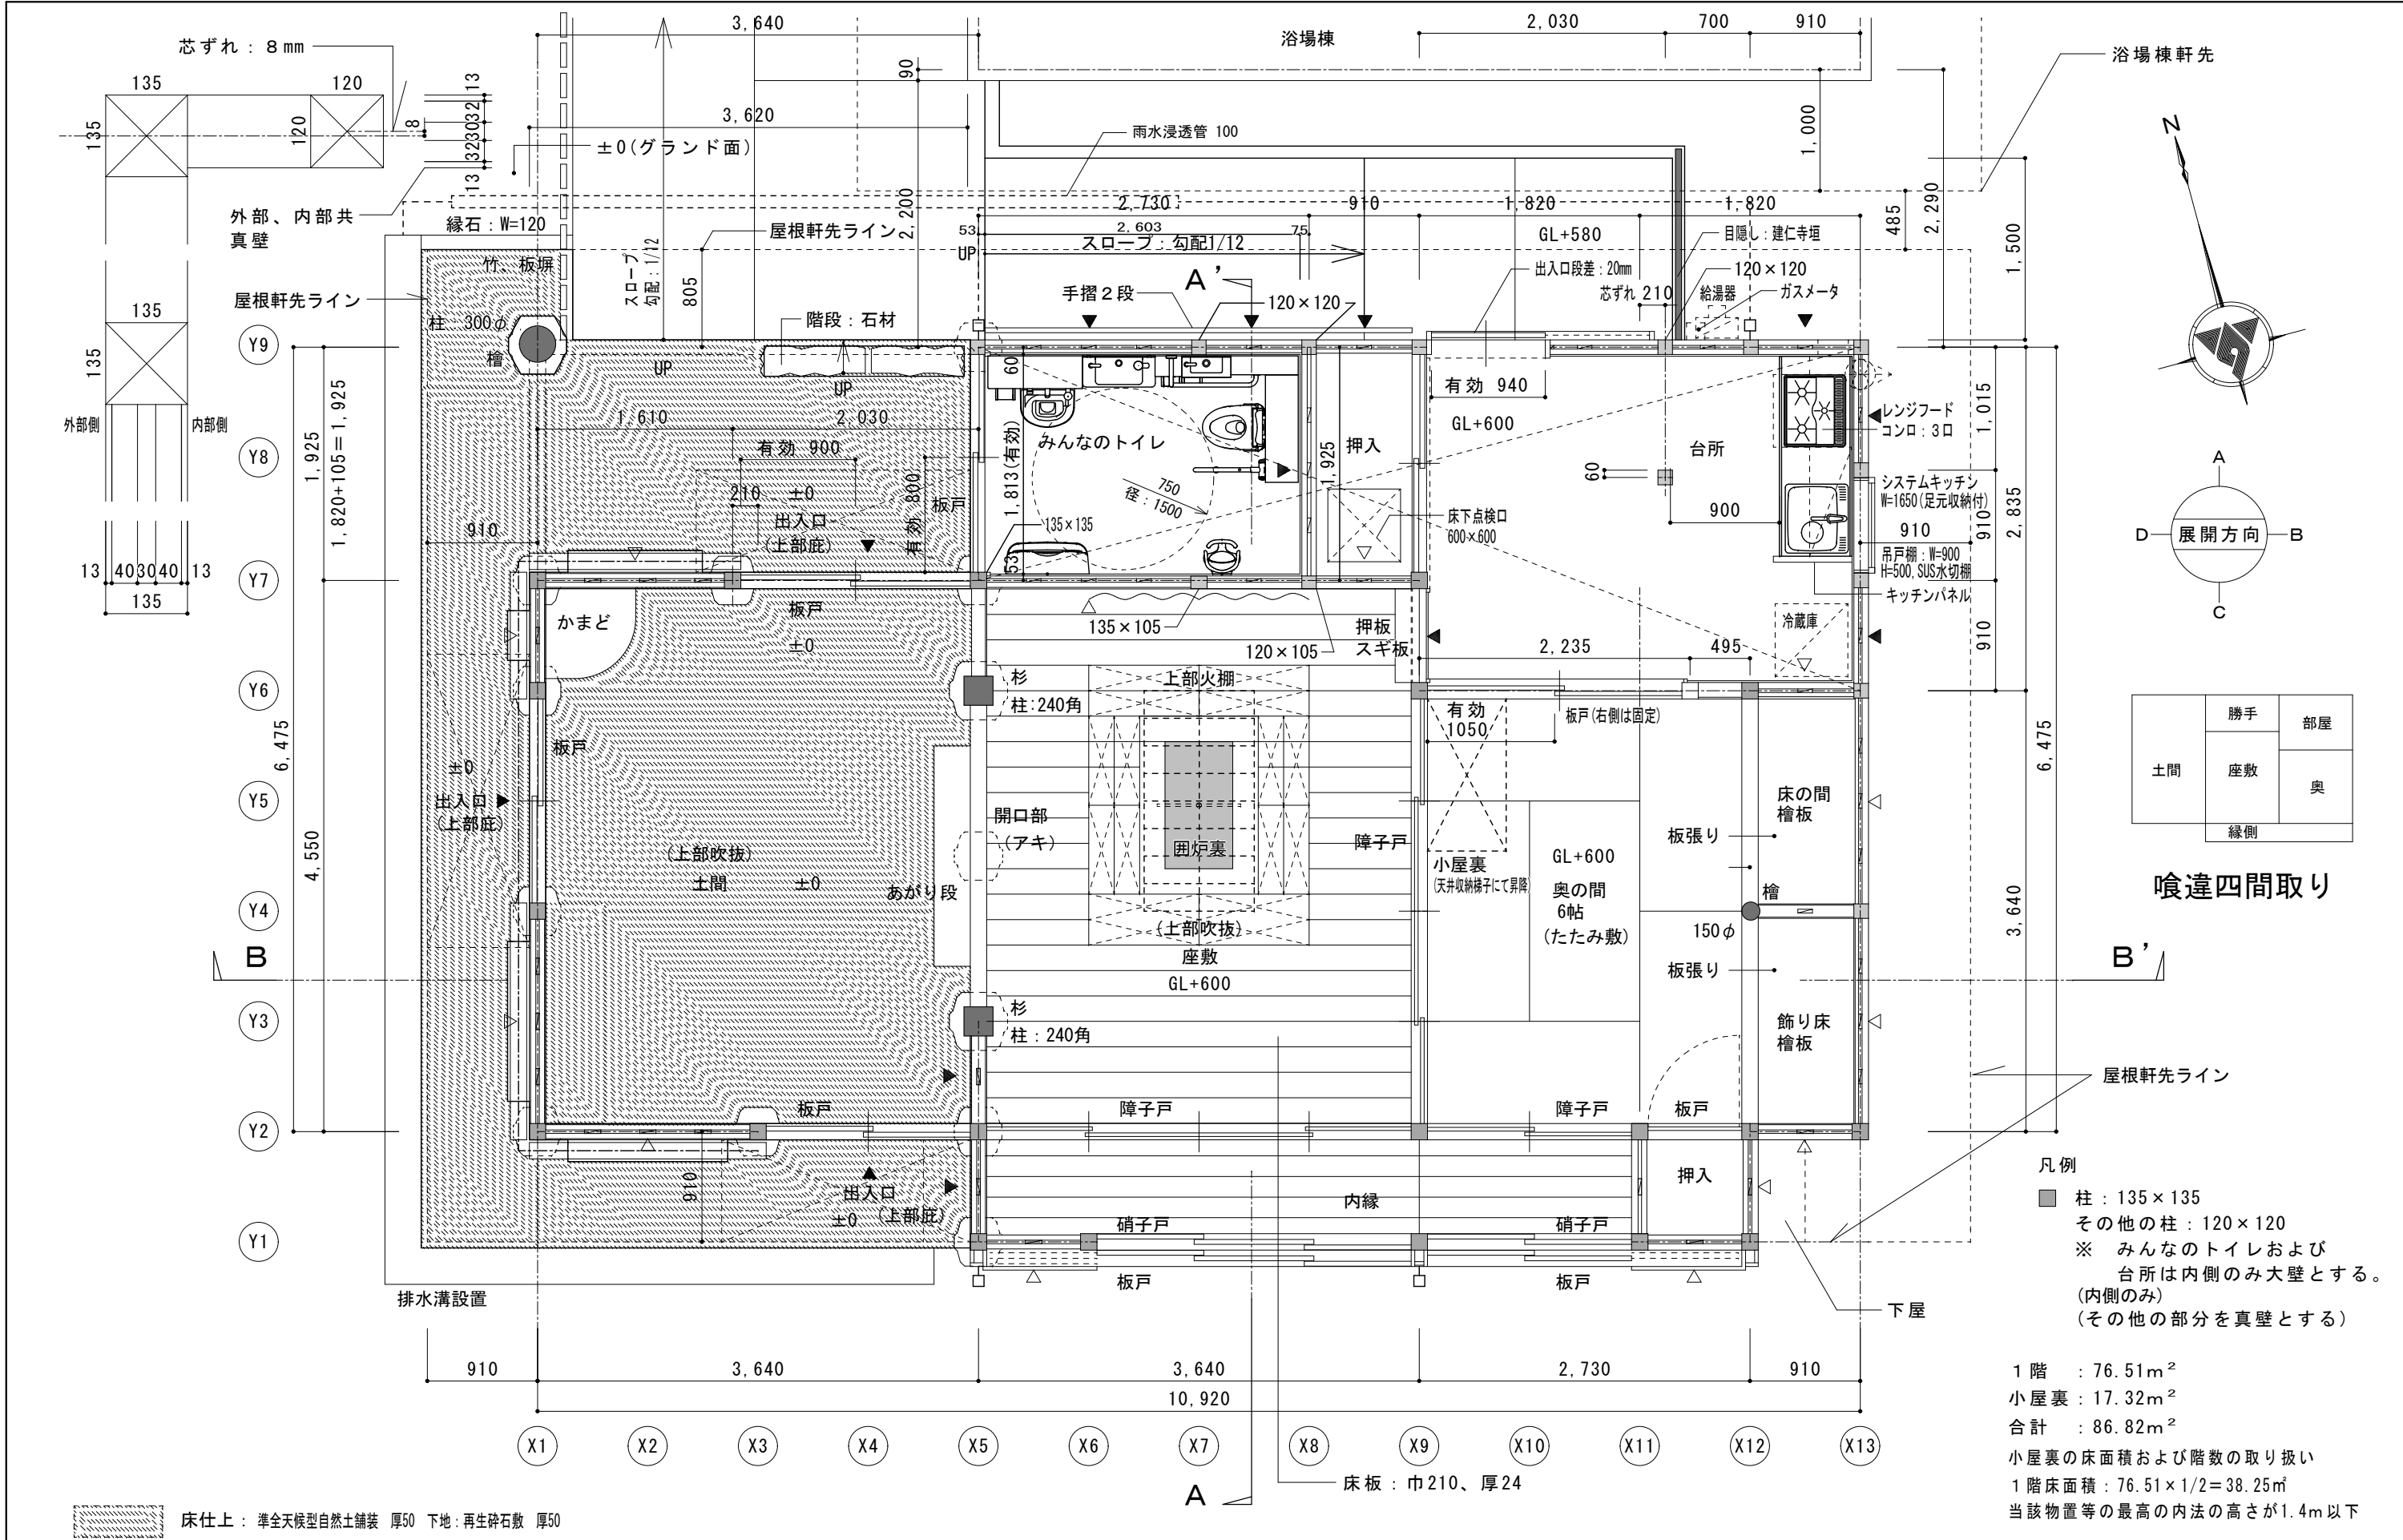 芯ずれ：８mm
3,640
浴場棟
2,030
700
910
浴場棟軒先
135
120
13
32
30
32
13
8
135
120
90
3,620
±0(グランド面)
雨水浸透管 100
1,000
2,290
1,500
485
N
外部、内部共
真壁
縁石：W=120
竹、板塀
屋根軒先ライン
2,200
2,730
910
1,820
1,820
53
2,603
75
UP
スロープ：勾配1/12
GL+580
目隠し：建仁寺垣
出入口段差：20mm
120×120
芯ずれ 210
給湯器
ガスメータ
スロープ
勾配：1/12
805
A'
手摺２段
120×120
屋根軒先ライン
135
135
柱　300φ
檜
階段：石材
UP
UP
Y9
60
有効 940
GL+600
レンジフード
コンロ：3口
1,015
1,925
1,820+105＝1,925
1,610
2,030
有効 900
210
±0
出入口
(上部庇)
有効 800
板戸
1,813(有効)
みんなのトイレ
750
径：1500
135×135
53
1,925
押入
床下点検口
600×600
60
台所
900
システムキッチン
W=1650(足元収納付)
910
910
吊戸棚：W=900
H=500,SUS水切棚
キッチンパネル
2,835
外部側
内部側
Y8
910
13
40
30
40
13
135
Y7
A
D
展開方向
B
C
かまど
板戸
±0
135×105
120×105
押板
スギ板
冷蔵庫
910
2,235
495
Y6
杉
柱：240角
上部火棚
有効
1050
板戸(右側は固定)
板戸
6,475
±0
出入口
(上部庇)
4,550
Y5
開口部
(アキ)
囲炉裏
障子戸
小屋裏
(天井収納梯子にて昇降)
GL+600
奥の間
6帖
(たたみ敷)
床の間
檜板
板張り
6,475
勝手
部屋
土間
座敷
奥
縁側
喰違四間取り
(上部吹抜)
土間
±0
あがり段
Y4
(上部吹抜)
座敷
GL+600
檜
150φ
板張り
3,640
B
B'
Y3
杉
柱：240角
飾り床
檜板
屋根軒先ライン
板戸
障子戸
障子戸
板戸
Y2
910
出入口
±0
(上部庇)
内縁
押入
硝子戸
硝子戸
Y1
板戸
板戸
排水溝設置
下屋
凡例
柱：135×135
その他の柱：120×120
※　みんなのトイレおよび
台所は内側のみ大壁とする。
(内側のみ)
(その他の部分を真壁とする)
910
3,640
3,640
2,730
910
10,920
１階　：76.51m²
小屋裏：17.32m²
合計　：86.82m²
X1
X2
X3
X4
X5
X6
X7
X8
X9
X10
X11
X12
X13
小屋裏の床面積および階数の取り扱い
１階床面積：76.51×1/2＝38.25㎡
当該物置等の最高の内法の高さが1.4m以下
A
床板：巾210、厚24
床仕上：準全天候型自然土舗装　厚50　下地：再生砕石敷　厚50